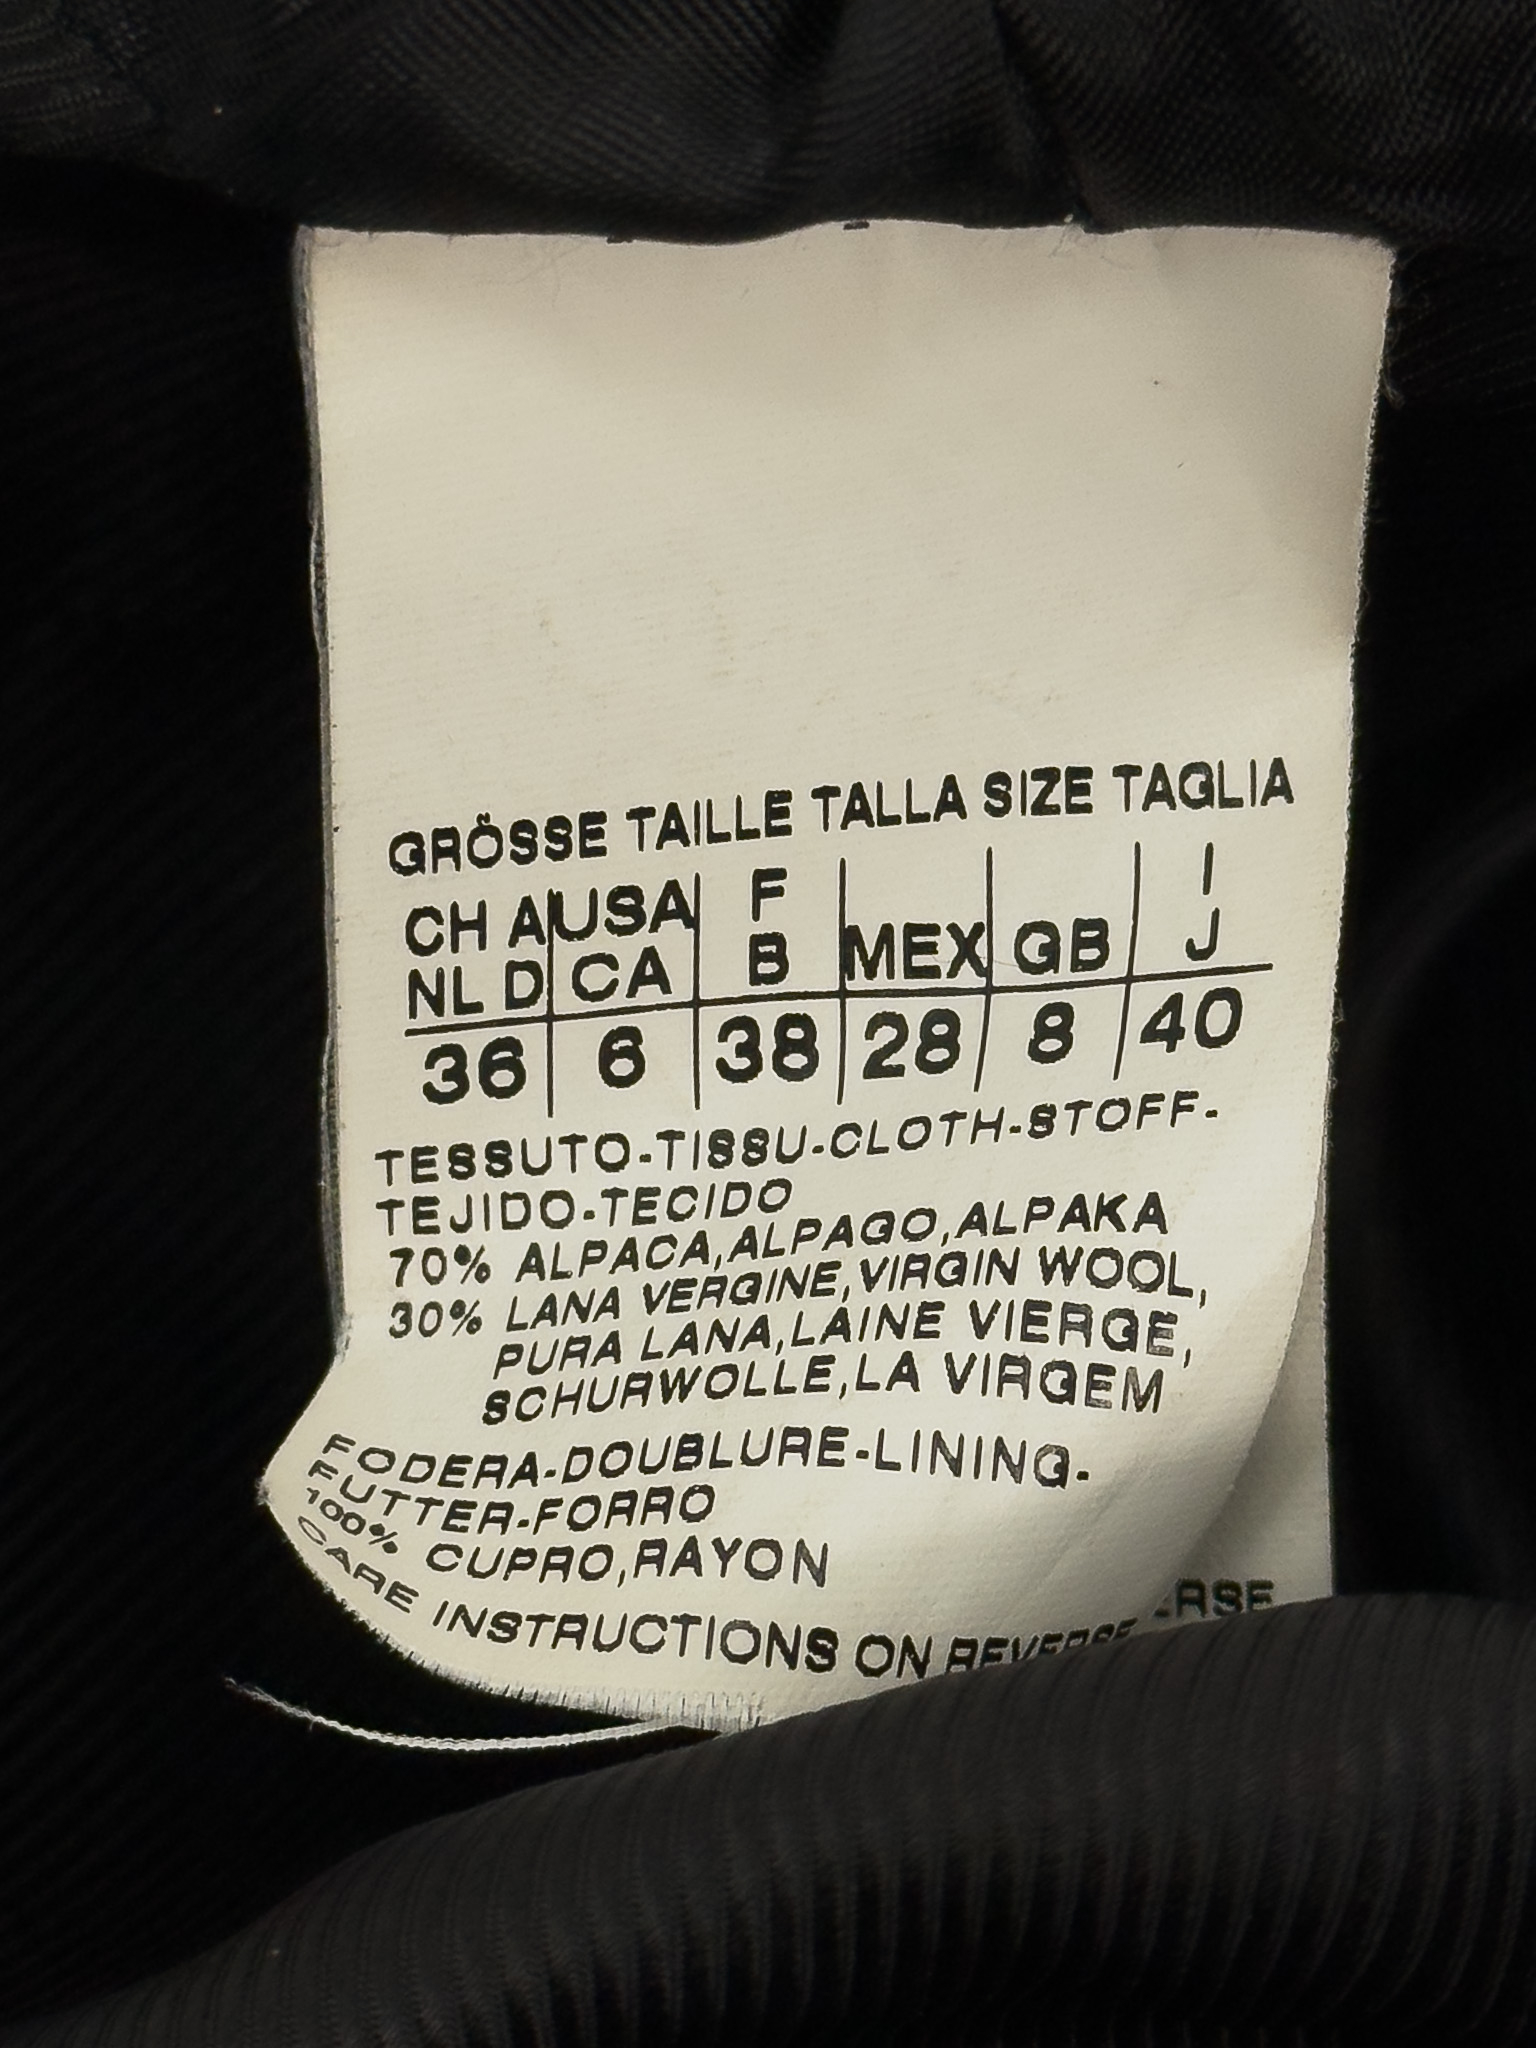 GRÖSSE TAILLE TALLA SIZE TAGLIA
CH A USA F I
NL D CA B MEX GB J
36 6 38 28 8 40
TESSUTO-TISSU-CLOTH-STOFF-
TEJIDO-TECIDO
70% ALPACA,ALPAGO,ALPAKA
30% LANA VERGINE,VIRGIN WOOL,
PURA LANA,LAINE VIERGE,
SCHURWOLLE,LA VIRGEM
FODERA-DOUBLURE-LINING-
FUTTER-FORRO
100% CUPRO,RAYON
CARE INSTRUCTIONS ON REVERSE